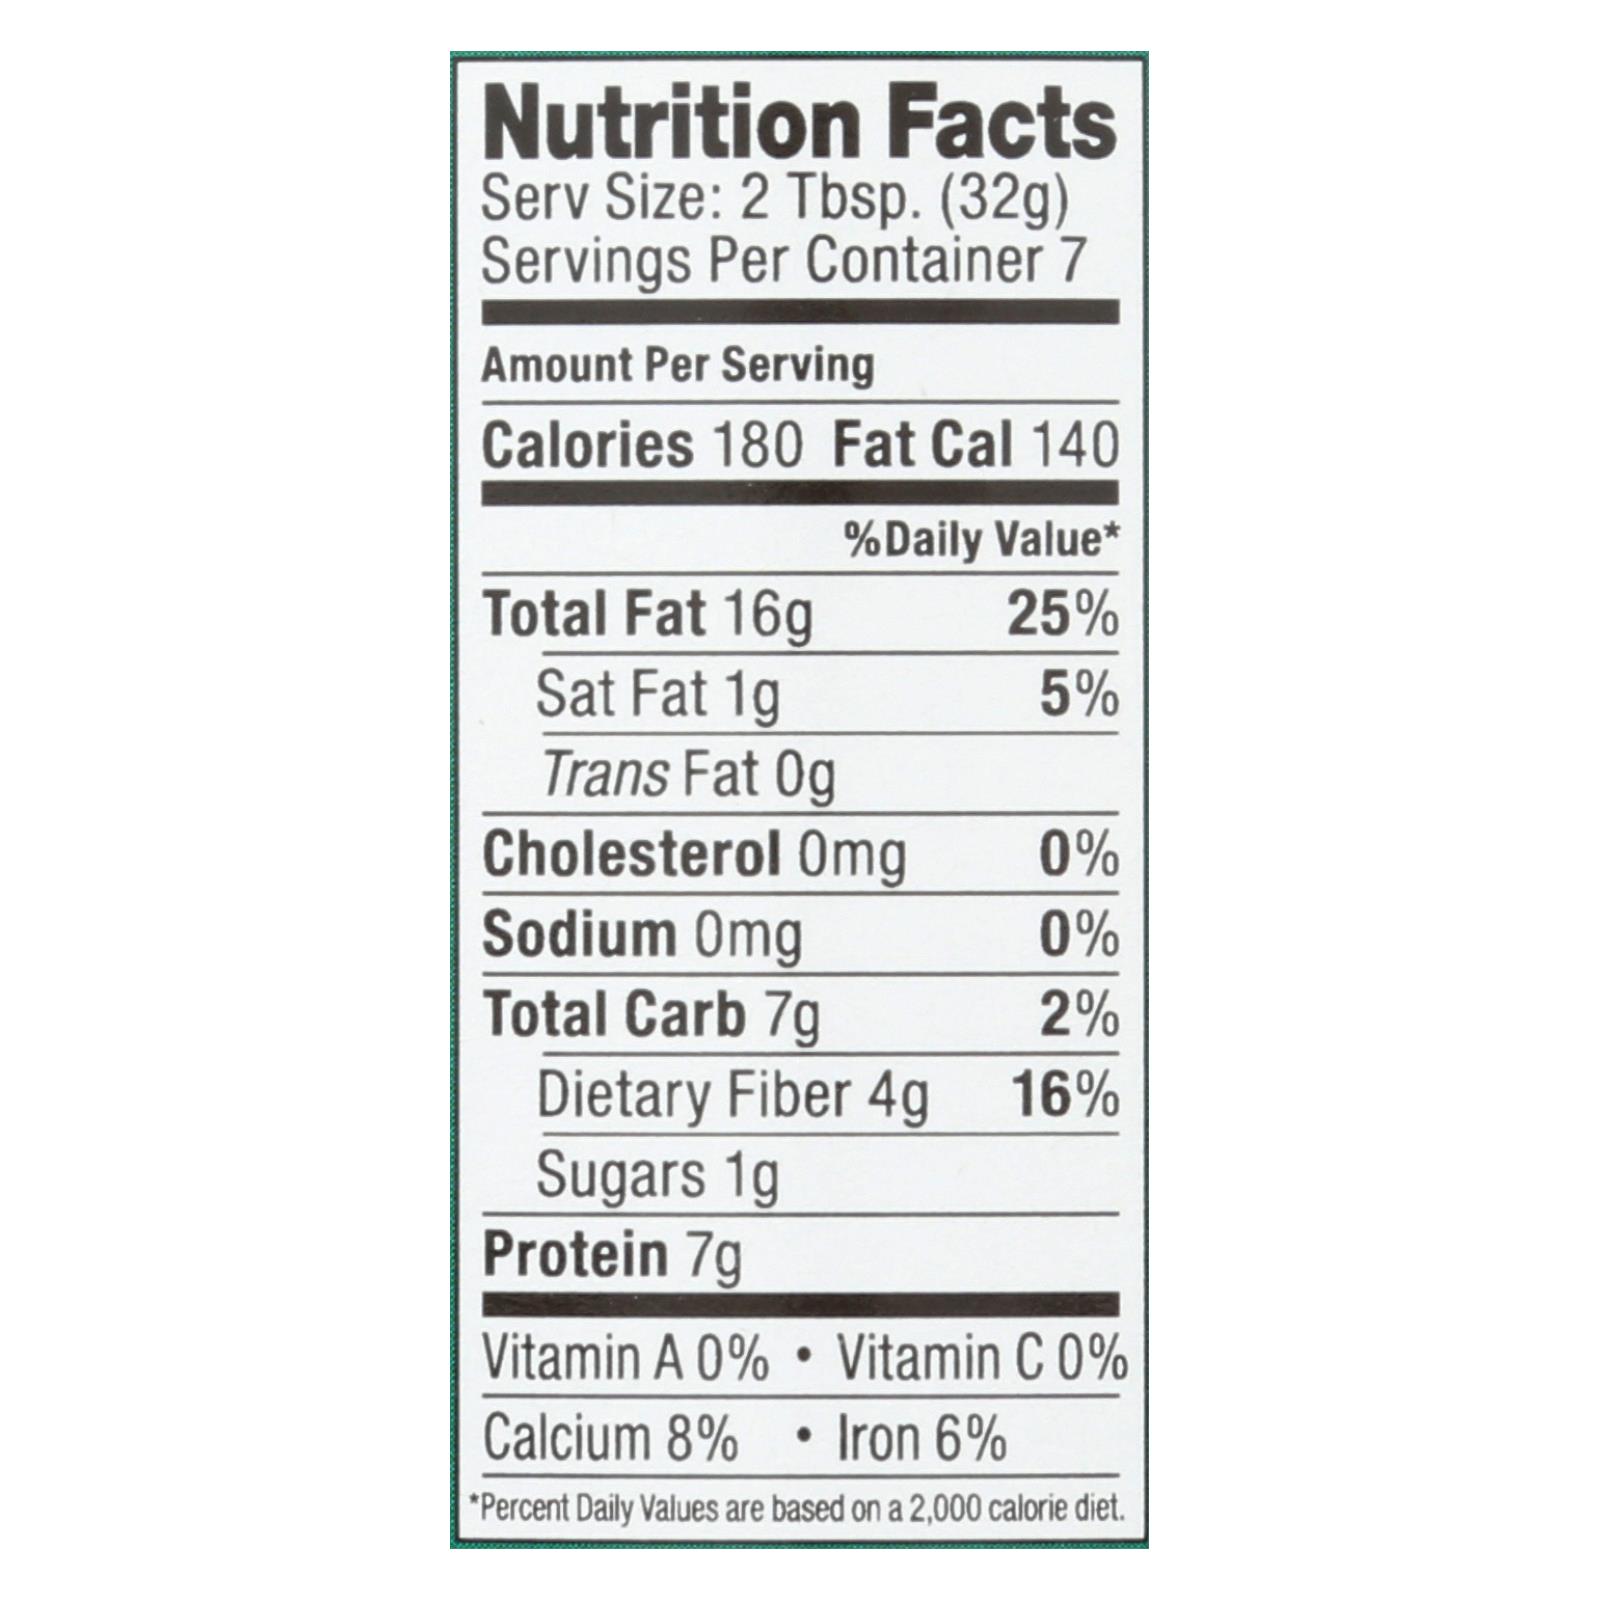 Nutrition Facts
Serv Size: 2 Tbsp. (32g)
Servings Per Container 7
Amount Per Serving
Calories 180 Fat Cal 140
%Daily Value*
Total Fat 16g 25%
Sat Fat 1g 5%
Trans Fat 0g
Cholesterol 0mg 0%
Sodium 0mg 0%
Total Carb 7g 2%
Dietary Fiber 4g 16%
Sugars 1g
Protein 7g
Vitamin A 0% • Vitamin C 0%
Calcium 8% • Iron 6%
*Percent Daily Values are based on a 2,000 calorie diet.